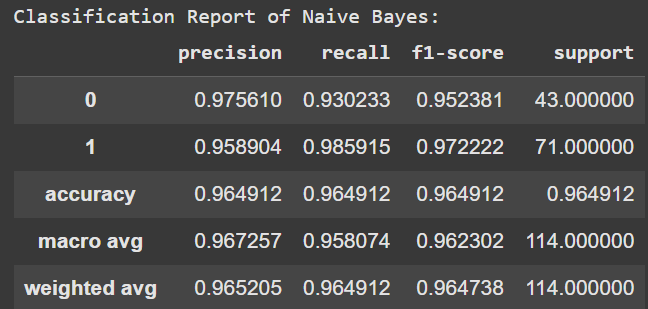 Classification Report of Naive Bayes:
precision recall f1-score support
0 0.975610 0.930233 0.952381 43.000000
1 0.958904 0.985915 0.972222 71.000000
accuracy 0.964912 0.964912 0.964912 0.964912
macro avg 0.967257 0.958074 0.962302 114.000000
weighted avg 0.965205 0.964912 0.964738 114.000000